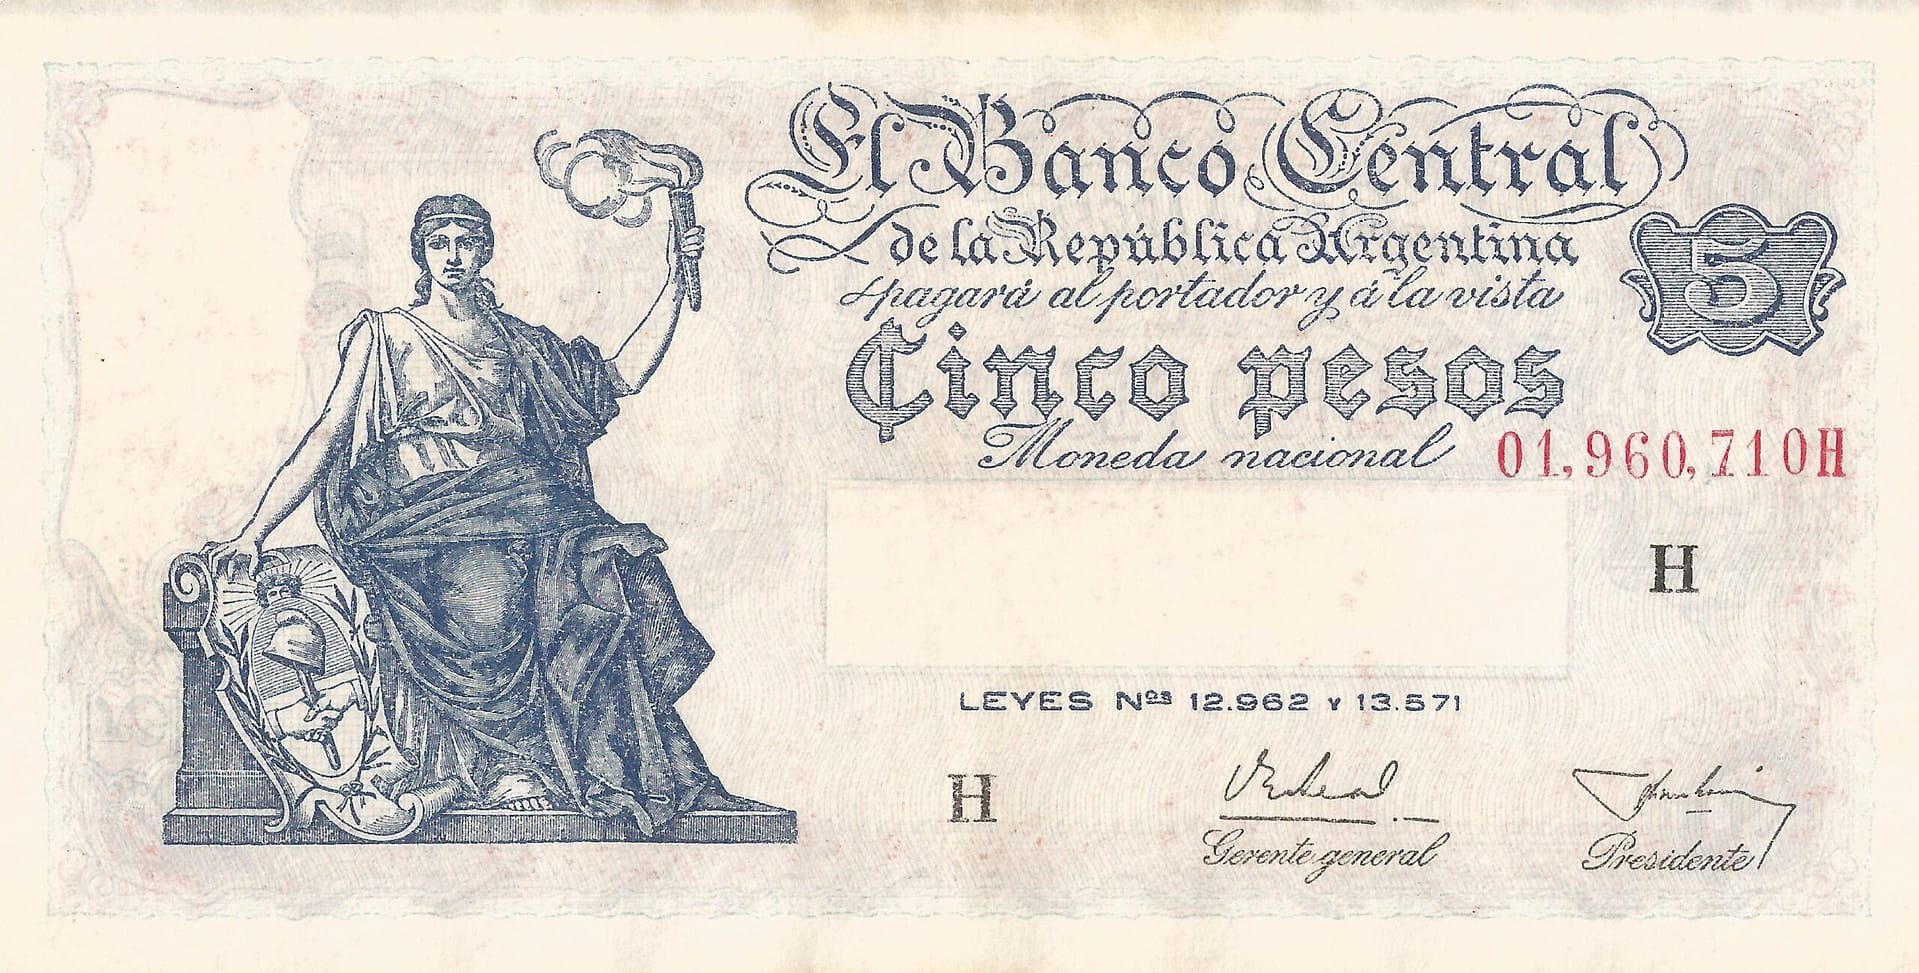 El Banco Central
de la República Argentina
pagará al portador y á la vista
5
Cinco pesos
Moneda nacional
01,960,710H
H
LEYES Nos 12.962 Y 13.571
H
Gerente general
Presidente